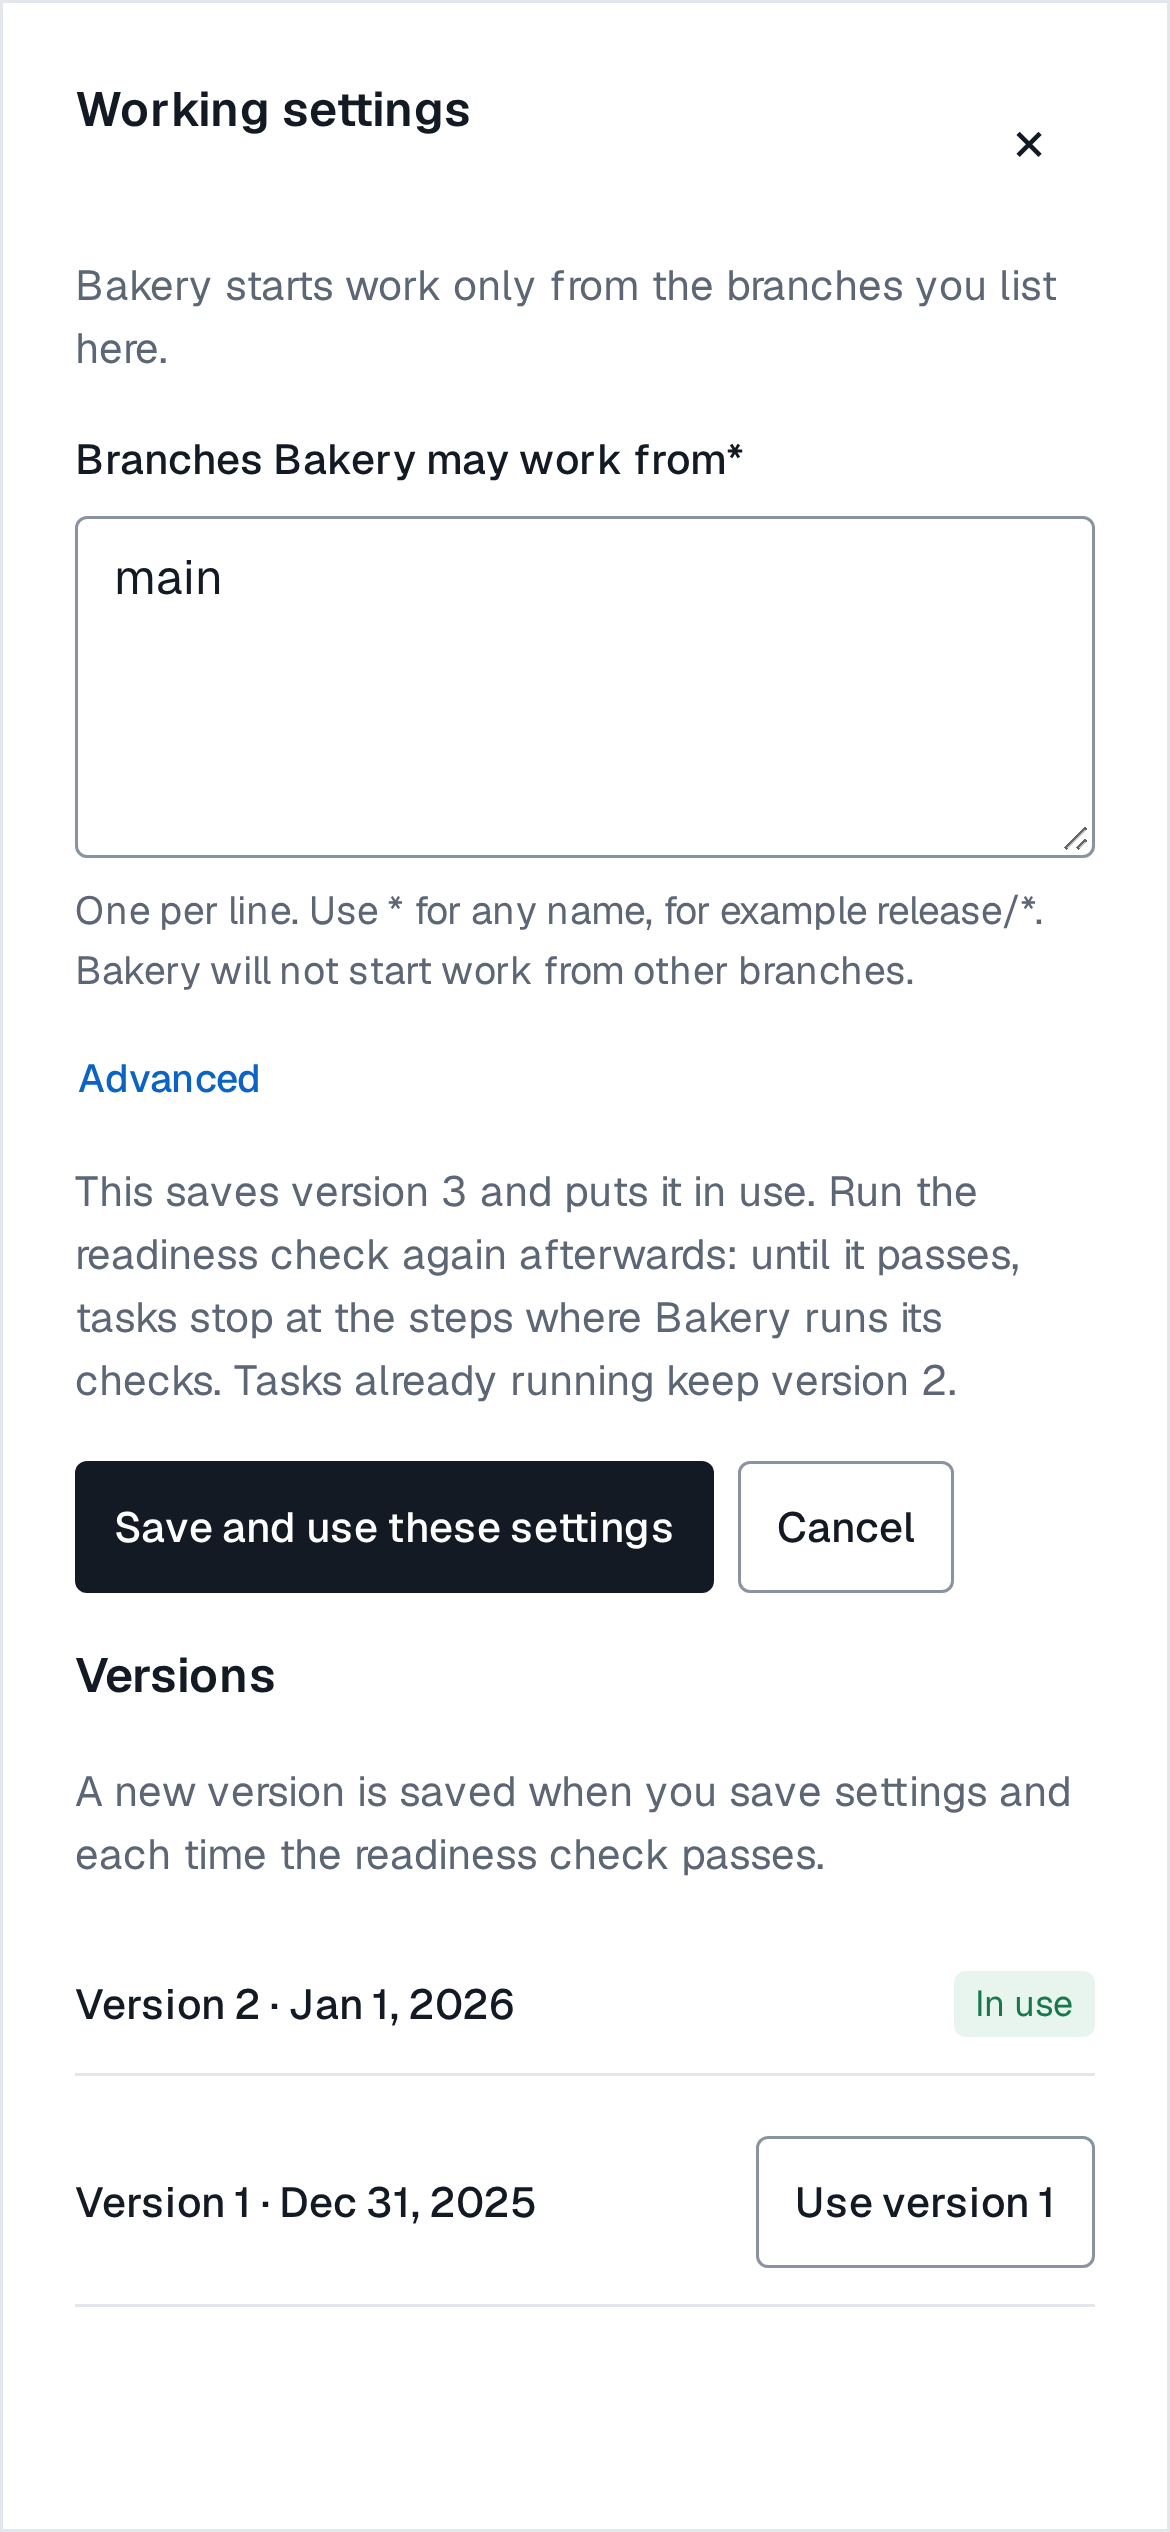 Working settings
×
Bakery starts work only from the branches you list
here.
Branches Bakery may work from*
main
One per line. Use * for any name, for example release/*.
Bakery will not start work from other branches.
Advanced
This saves version 3 and puts it in use. Run the
readiness check again afterwards: until it passes,
tasks stop at the steps where Bakery runs its
checks. Tasks already running keep version 2.
Save and use these settings
Cancel
Versions
A new version is saved when you save settings and
each time the readiness check passes.
Version 2 · Jan 1, 2026
In use
Version 1 · Dec 31, 2025
Use version 1